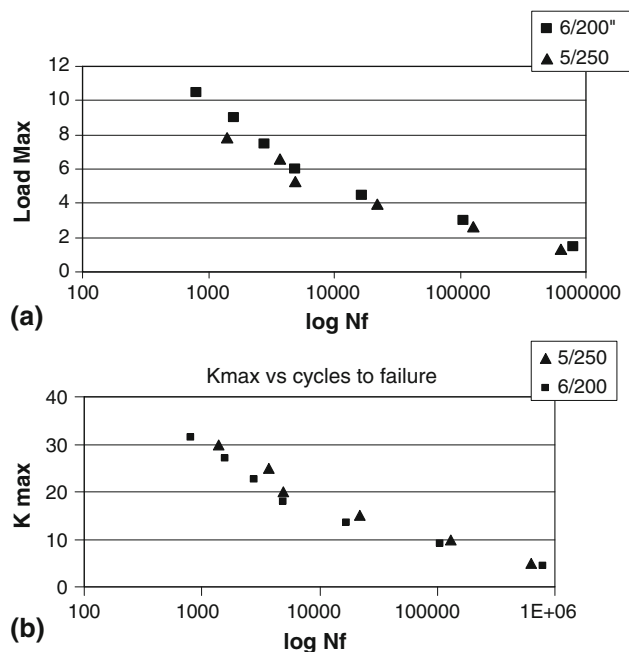 6/200"
5/250
12
10
8
6
4
2
0
Load Max
100 1000 10000 100000 1000000
log Nf
(a)
Kmax vs cycles to failure
5/250
6/200
40
30
20
10
0
K max
100 1000 10000 100000 1E+06
log Nf
(b)